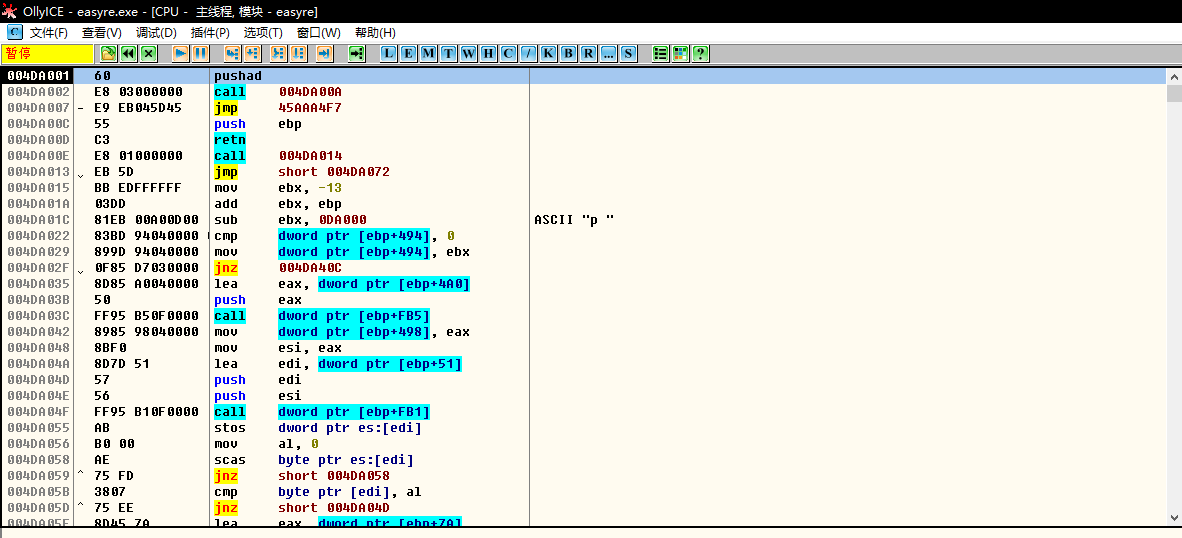 OllyICE - easyre.exe - [CPU - 主线程, 模块 - easyre]
C 文件(F) 查看(V) 调试(D) 插件(P) 选项(T) 窗口(W) 帮助(H)
暂停 L E M T W H C / K B R ... S ?
004DA001 60 pushad
004DA002 E8 03000000 call 004DA00A
004DA007 - E9 EB045D45 jmp 45AAA4F7
004DA00C 55 push ebp
004DA00D C3 retn
004DA00E E8 01000000 call 004DA014
004DA013 EB 5D jmp short 004DA072
004DA015 BB EDFFFFFF mov ebx, -13
004DA01A 03DD add ebx, ebp
004DA01C 81EB 00A00D00 sub ebx, 0DA000 ASCII "p "
004DA022 83BD 94040000 cmp dword ptr [ebp+494], 0
004DA029 899D 94040000 mov dword ptr [ebp+494], ebx
004DA02F 0F85 D7030000 jnz 004DA40C
004DA035 8D85 A0040000 lea eax, dword ptr [ebp+4A0]
004DA03B 50 push eax
004DA03C FF95 B50F0000 call dword ptr [ebp+FB5]
004DA042 8985 98040000 mov dword ptr [ebp+498], eax
004DA048 8BF0 mov esi, eax
004DA04A 8D7D 51 lea edi, dword ptr [ebp+51]
004DA04D 57 push edi
004DA04E 56 push esi
004DA04F FF95 B10F0000 call dword ptr [ebp+FB1]
004DA055 AB stos dword ptr es:[edi]
004DA056 B0 00 mov al, 0
004DA058 AE scas byte ptr es:[edi]
004DA059 ^ 75 FD jnz short 004DA058
004DA05B 3807 cmp byte ptr [edi], al
004DA05D ^ 75 EE jnz short 004DA04D
004DA05F 8D45 7A lea eax, dword ptr [ebp+7A]